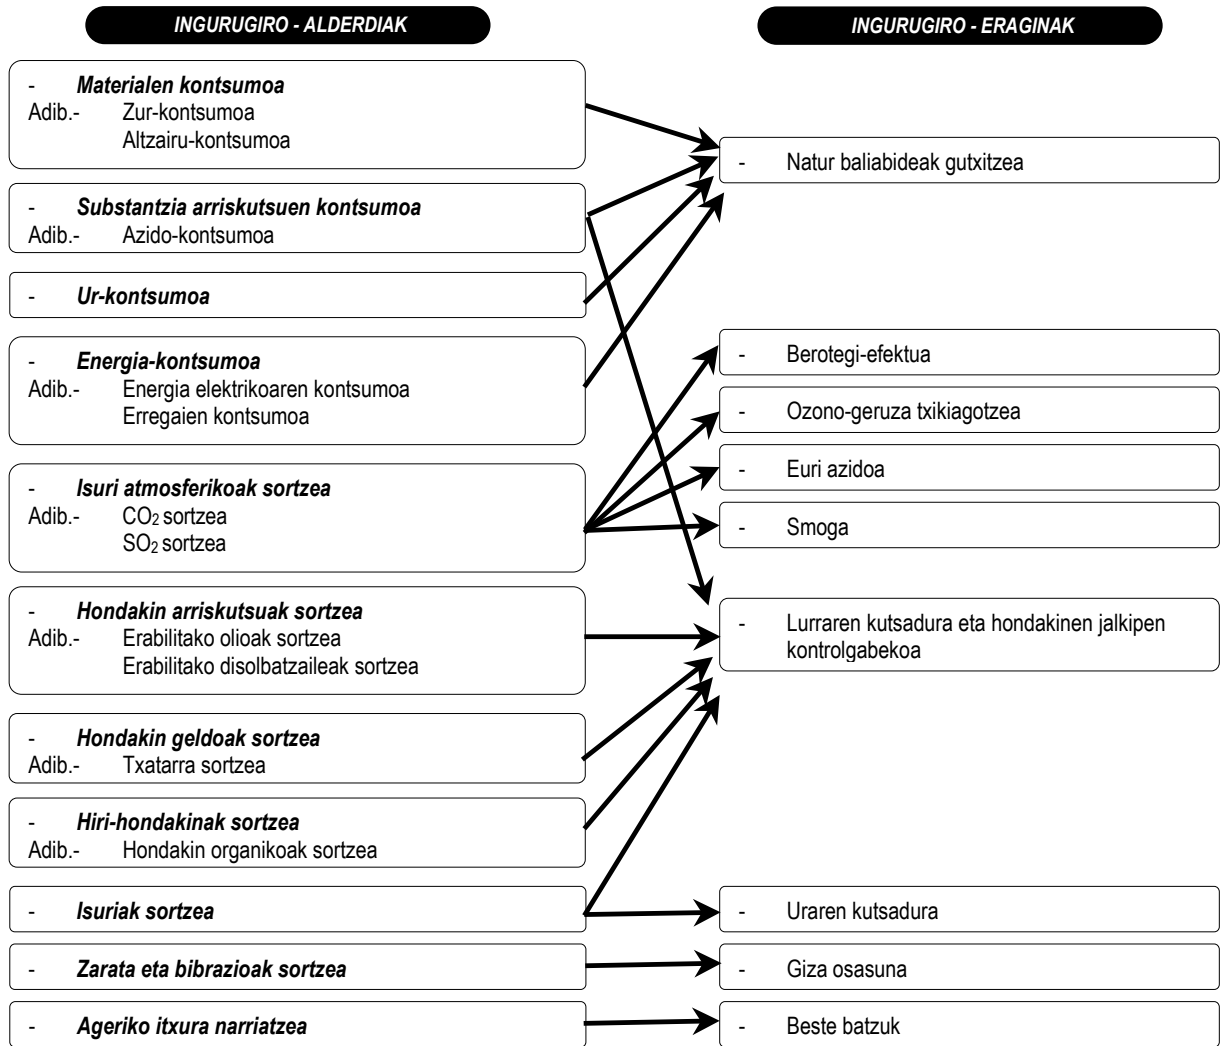 INGURUGIRO - ALDERDIAK
- Materialen kontsumoa
Adib.- Zur-kontsumoa
Altzairu-kontsumoa
- Substantzia arriskutsuen kontsumoa
Adib.- Azido-kontsumoa
- Ur-kontsumoa
- Energia-kontsumoa
Adib.- Energia elektrikoaren kontsumoa
Erregaien kontsumoa
- Isuri atmosferikoak sortzea
Adib.- CO2 sortzea
SO2 sortzea
- Hondakin arriskutsuak sortzea
Adib.- Erabilitako olioak sortzea
Erabilitako disolbatzaileak sortzea
- Hondakin geldoak sortzea
Adib.- Txatarra sortzea
- Hiri-hondakinak sortzea
Adib.- Hondakin organikoak sortzea
- Isuriak sortzea
- Zarata eta bibrazioak sortzea
- Ageriko itxura narriatzea
INGURUGIRO - ERAGINAK
- Natur baliabideak gutxitzea
- Berotegi-efektua
- Ozono-geruza txikiagotzea
- Euri azidoa
- Smoga
- Lurraren kutsadura eta hondakinen jalkipen
kontrolgabekoa
- Uraren kutsadura
- Giza osasuna
- Beste batzuk